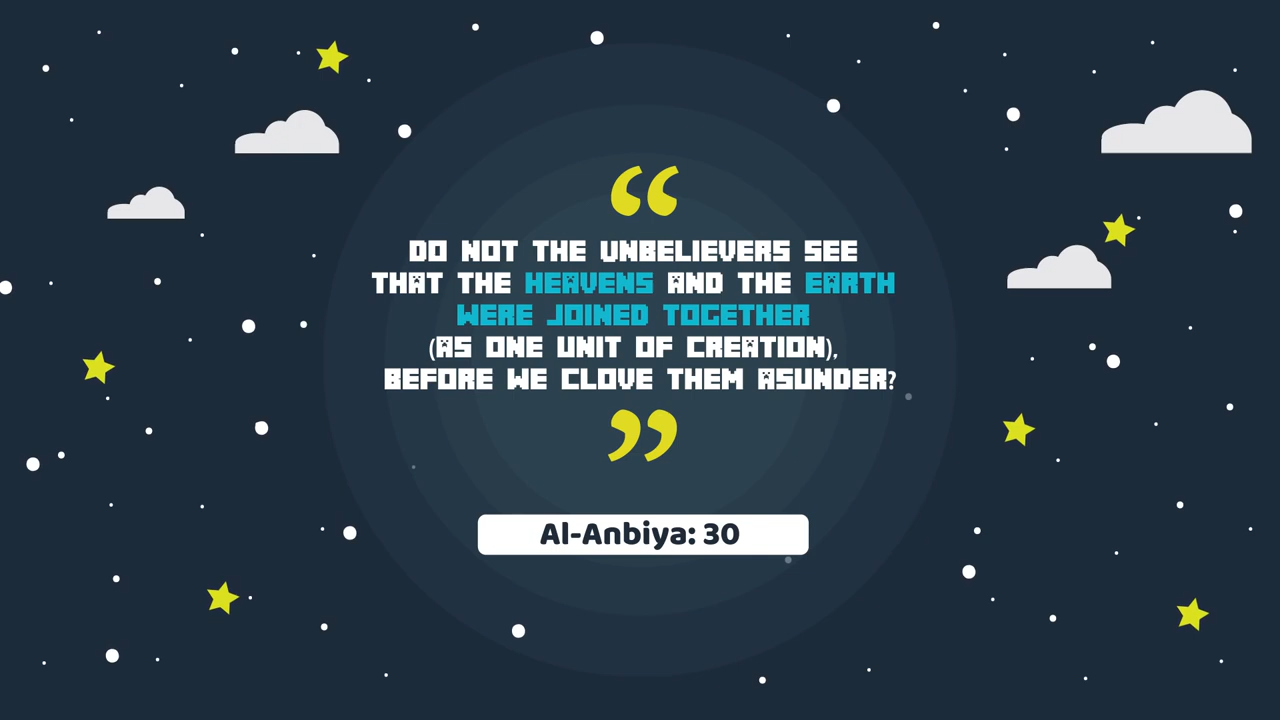 “
DO NOT THE UNBELIEVERS SEE
THAT THE HEAVENS AND THE EARTH
WERE JOINED TOGETHER
(AS ONE UNIT OF CREATION),
BEFORE WE CLOVE THEM ASUNDER?
”
Al-Anbiya: 30